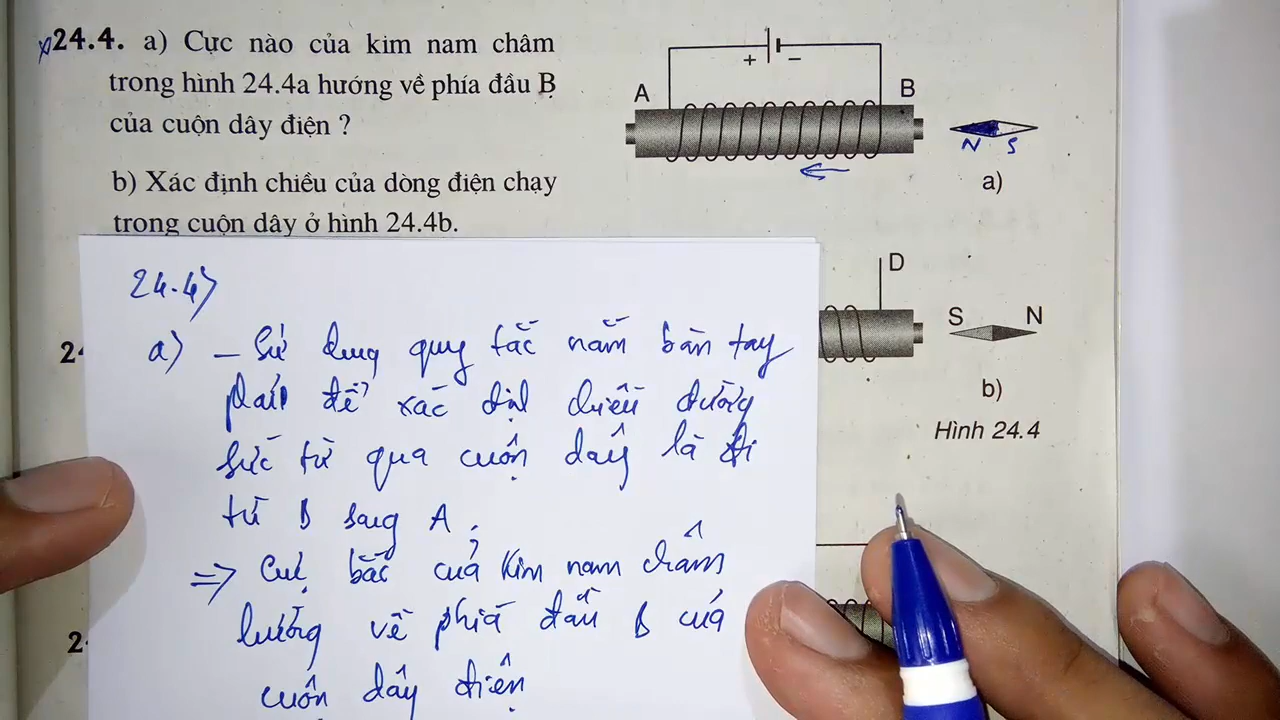 24.4. a) Cực nào của kim nam châm
trong hình 24.4a hướng về phía đầu B
của cuộn dây điện ?
b) Xác định chiều của dòng điện chạy
trong cuộn dây ở hình 24.4b.
A
+
−
B
N S
a)
D
S
N
b)
Hình 24.4
24.4)
a) – Sử dụng quy tắc nắm bàn tay
phải để xác định chiều đường
sức từ qua cuộn dây là đi
từ B sang A.
=> Cực bắc của kim nam châm
hướng về phía đầu B của
cuộn dây điện
2
2